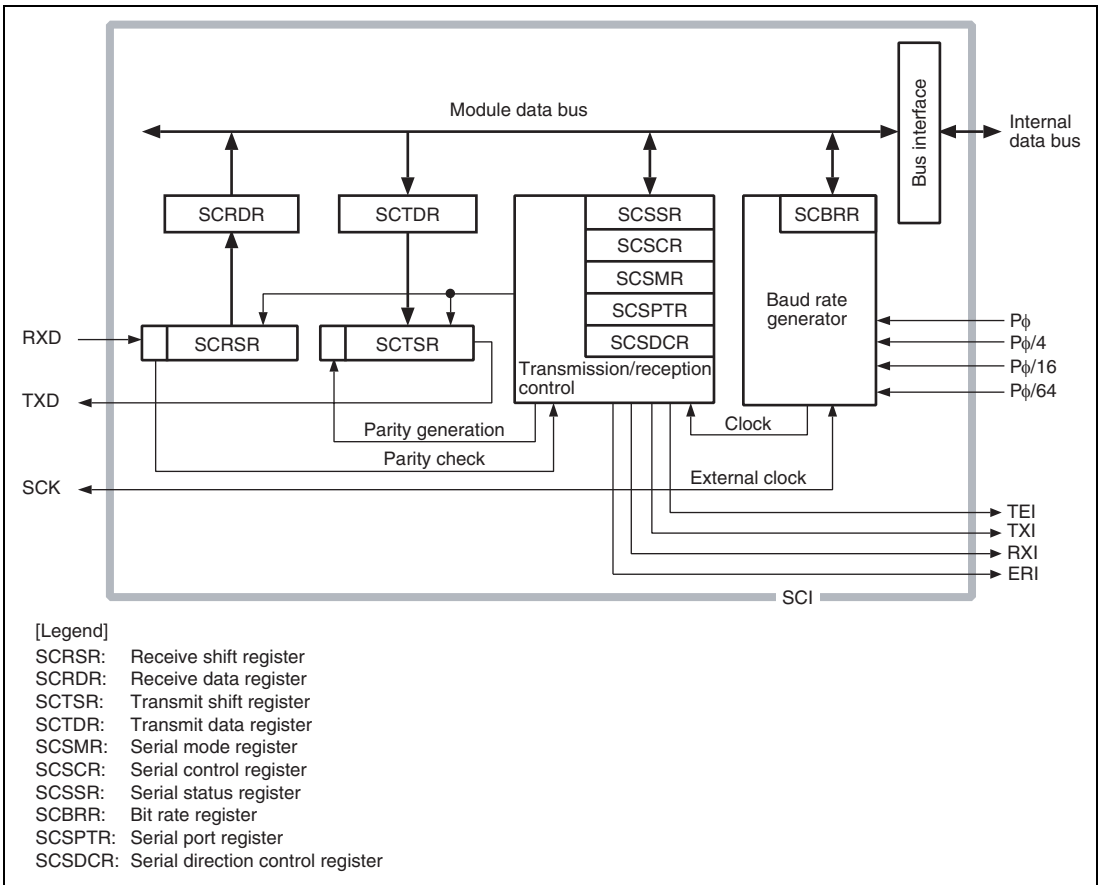 Module data bus
Bus interface
Internal
data bus
SCRDR
SCTDR
SCSSR
SCSCR
SCSMR
SCSPTR
SCSDCR
Transmission/reception
control
SCBRR
Baud rate
generator
RXD
SCRSR
SCTSR
TXD
Pϕ
Pϕ/4
Pϕ/16
Pϕ/64
Parity generation
Clock
Parity check
SCK
External clock
TEI
TXI
RXI
ERI
SCI
[Legend]
SCRSR: Receive shift register
SCRDR: Receive data register
SCTSR: Transmit shift register
SCTDR: Transmit data register
SCSMR: Serial mode register
SCSCR: Serial control register
SCSSR: Serial status register
SCBRR: Bit rate register
SCSPTR: Serial port register
SCSDCR: Serial direction control register